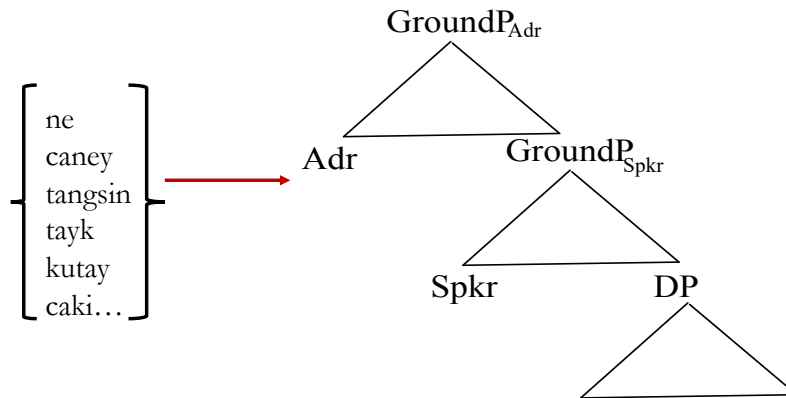 GroundP_Adr
ne
caney
tangsin
tayk
kutay
caki…
Adr
GroundP_Spkr
Spkr
DP